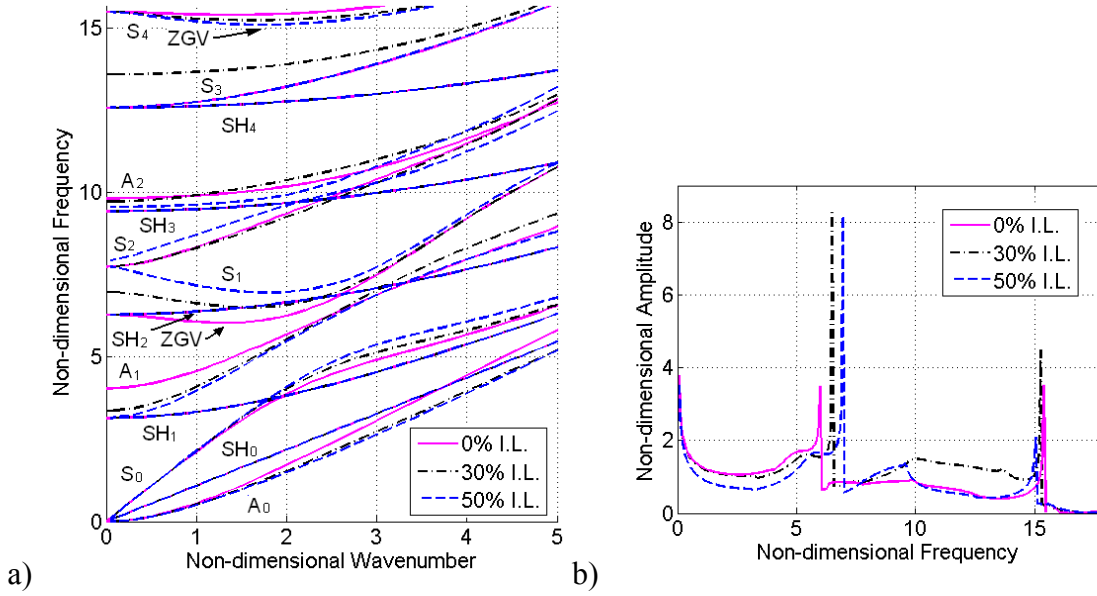 15
10
5
0
0
1
2
3
4
5
Non-dimensional Frequency
Non-dimensional Wavenumber
S4
ZGV
S3
SH4
A2
SH3
S2
S1
SH2
ZGV
A1
SH1
S0
SH0
A0
0% I.L.
30% I.L.
50% I.L.
a)
8
6
4
2
0
0
5
10
15
Non-dimensional Amplitude
Non-dimensional Frequency
0% I.L.
30% I.L.
50% I.L.
b)